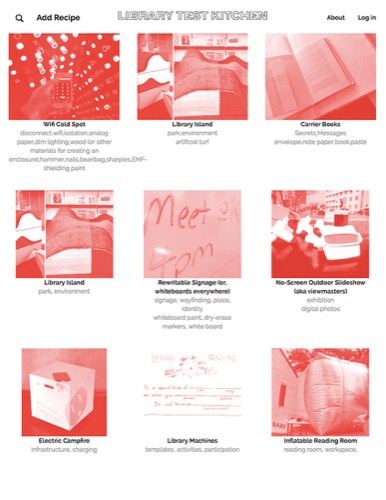 Add Recipe
LIBRARY TEST KITCHEN
About
Log in
Wifi Cold Spot
disconnect,wifi,isolation,analog
paper,dim lighting,wood (or other
materials for creating an
enclosure),hammer,nails,beanbag,sharpies,EMF-
shielding paint
Library Island
park,environment
artificial turf
Carrier Books
Secrets,Messages
envelope,note paper,book,paste
Library Island
park, environment
Meet
4pm
Rewritable Signage (or,
whiteboards everywhere!)
signage, wayfinding, place,
identity
whiteboard paint, dry-erase
markers, white board
No-Screen Outdoor Slideshow
(aka viewmasters)
exhibition
digital photos
Electric Campfire
infrastructure, charging
Library Machines
templates, activities, participation
Inflatable Reading Room
reading room, workspace,